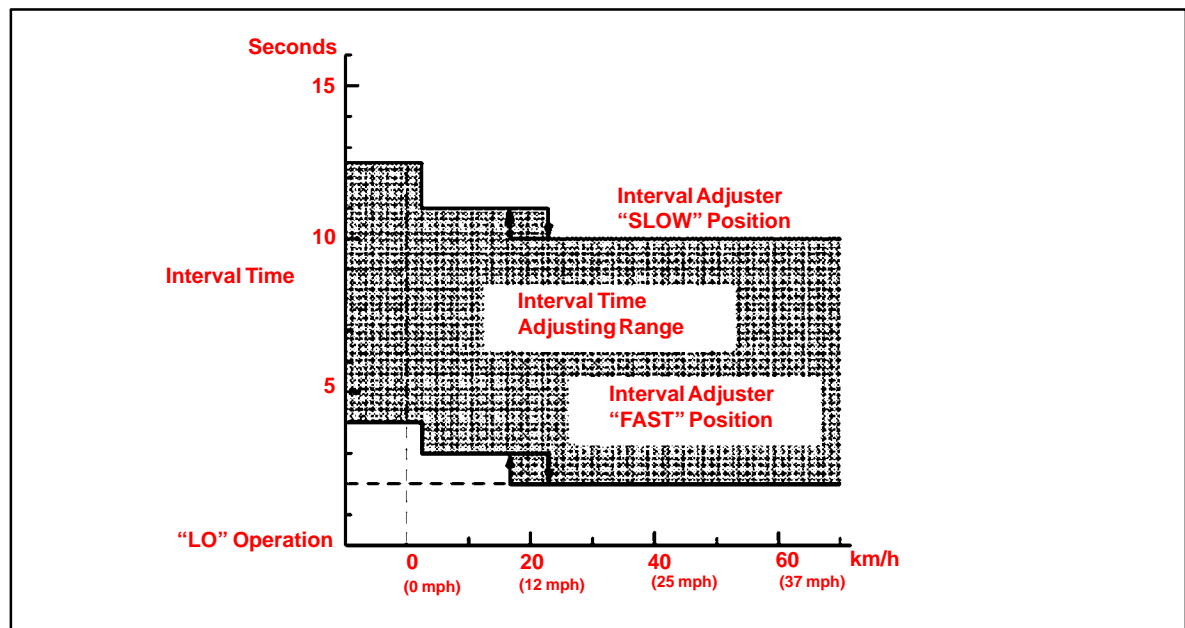 Seconds
15
10
Interval Time
5
“LO” Operation
Interval Adjuster
“SLOW” Position
Interval Time
Adjusting Range
Interval Adjuster
“FAST” Position
0
20
40
60
km/h
(0 mph)
(12 mph)
(25 mph)
(37 mph)